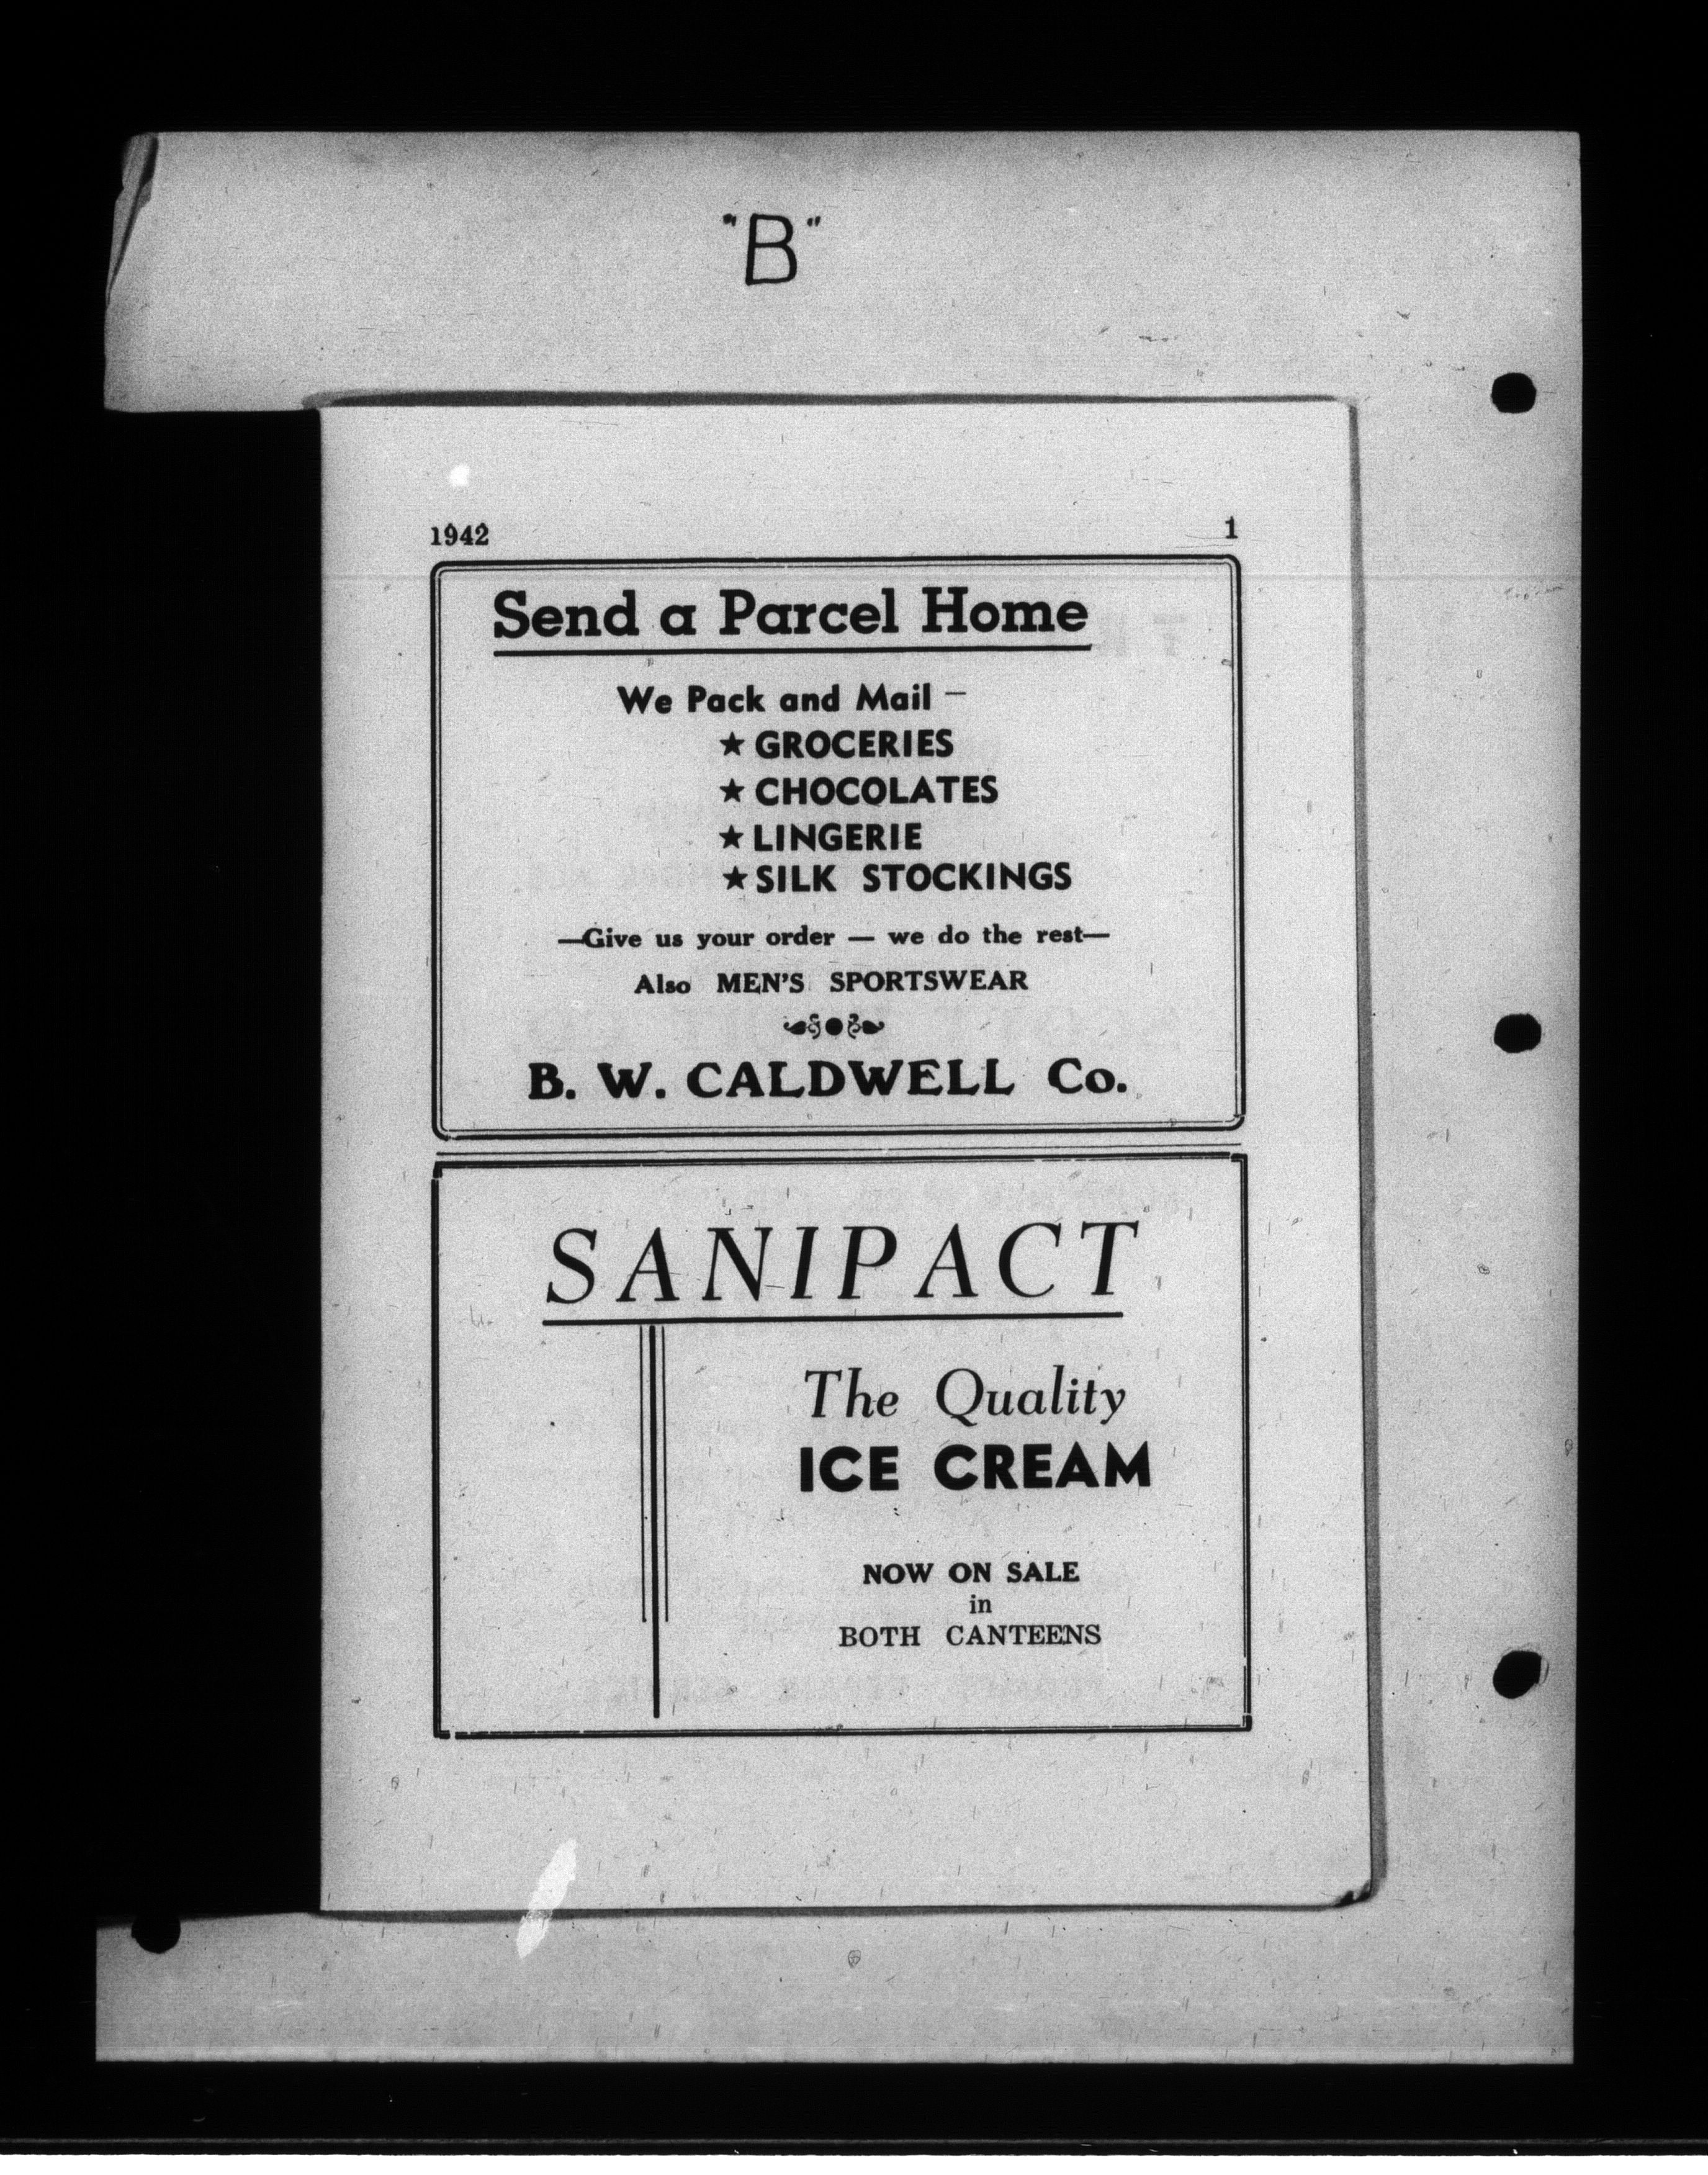 "B"
1942 1
Send a Parcel Home
We Pack and Mail —
★ GROCERIES
★ CHOCOLATES
★ LINGERIE
★ SILK STOCKINGS
—Give us your order — we do the rest—
Also MEN'S SPORTSWEAR
B. W. CALDWELL Co.
SANIPACT
The Quality
ICE CREAM
NOW ON SALE
in
BOTH CANTEENS